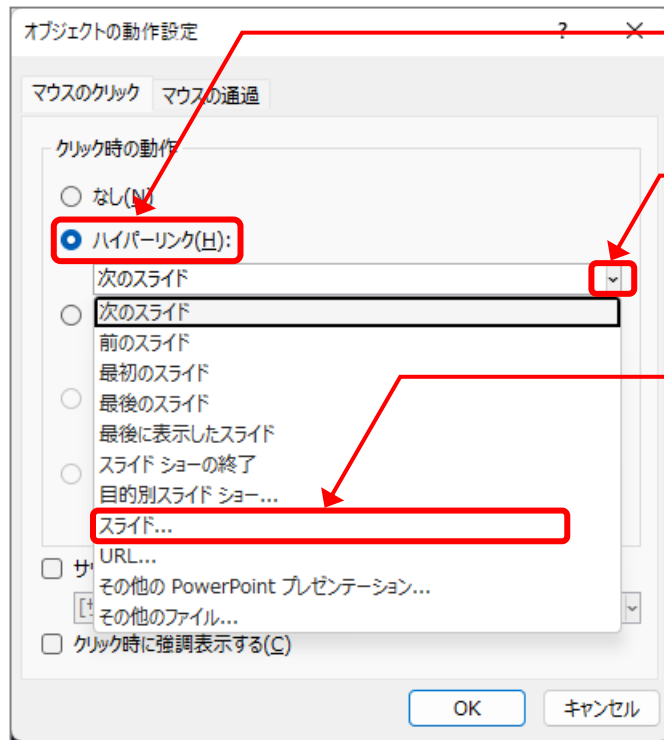 オブジェクトの動作設定
マウスのクリック マウスの通過
クリック時の動作
なし(N)
ハイパーリンク(H):
次のスライド
次のスライド
前のスライド
最初のスライド
最後のスライド
最後に表示したスライド
スライド ショーの終了
目的別スライド ショー...
スライド...
URL...
その他の PowerPoint プレゼンテーション...
その他のファイル...
クリック時に強調表示する(C)
OK キャンセル